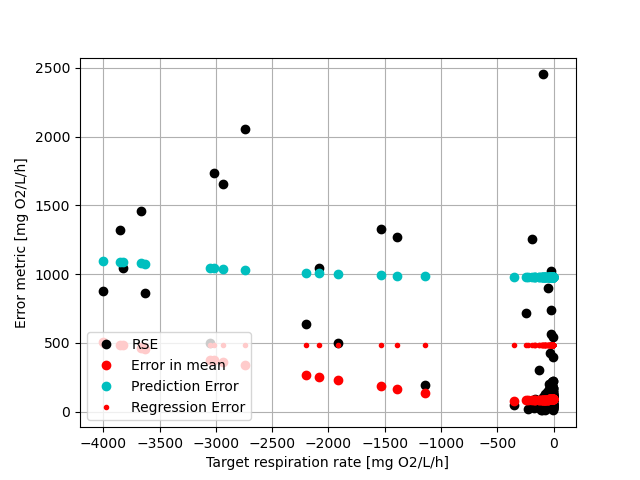 2500
2000
1500
1000
500
0
Error metric [mg O2/L/h]
RSE
Error in mean
Prediction Error
Regression Error
−4000 −3500 −3000 −2500 −2000 −1500 −1000 −500 0
Target respiration rate [mg O2/L/h]